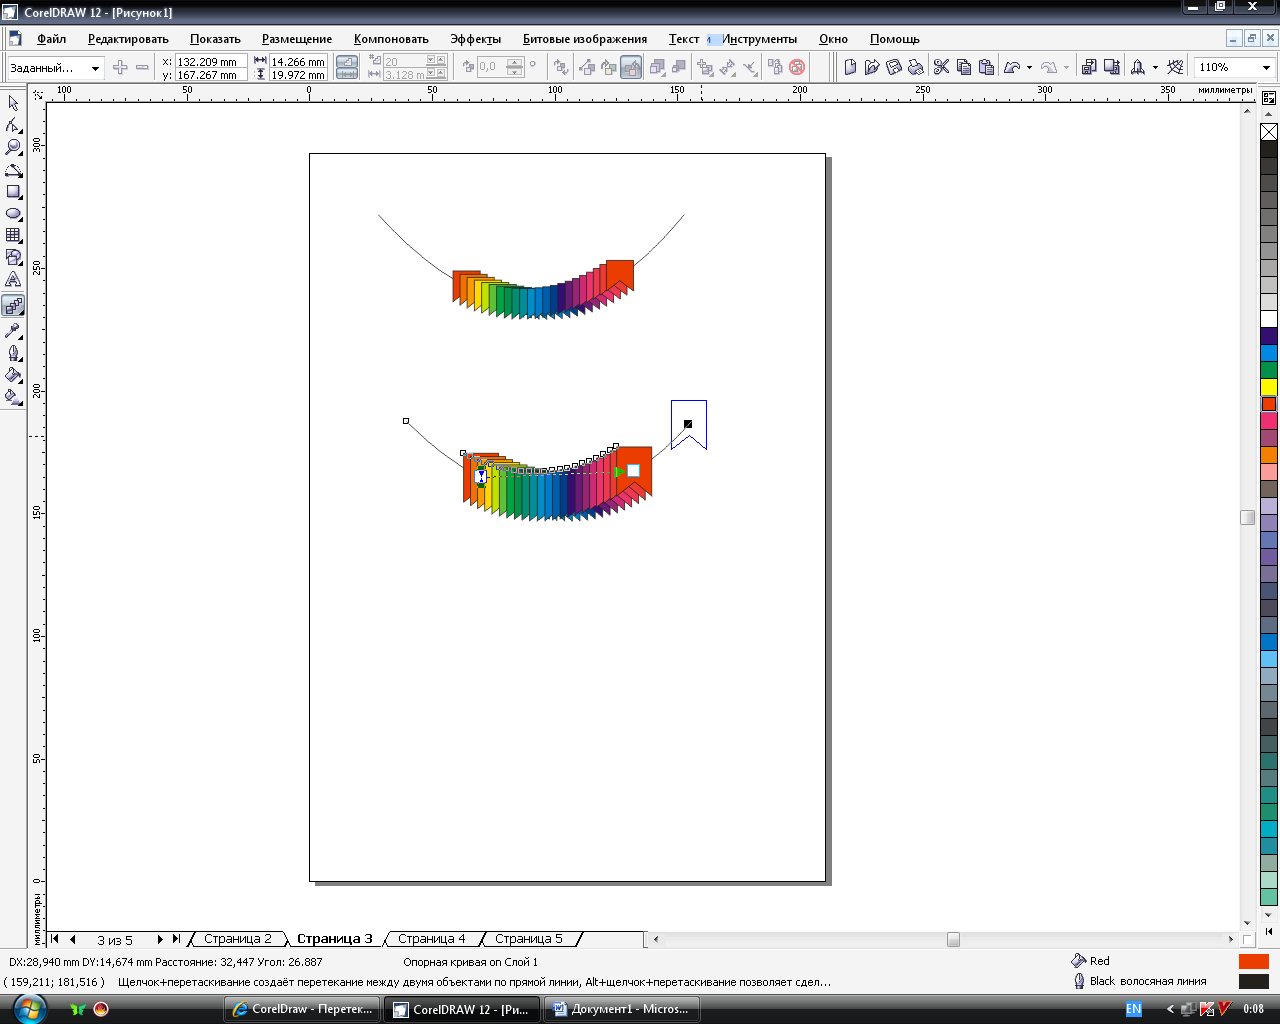 CorelDRAW 12 - [Рисунок1]
Файл Редактировать Показать Размещение Компоновать Эффекты Битовые изображения Текст Инструменты Окно Помощь
Заданный... x: 132.209 mm 14.266 mm 20 0,0 ° 110%
y: 167.267 mm 19.972 mm 3.128 m
100 50 0 50 100 150 200 250 300 350 миллиметры
300
250
200
150
100
50
0
миллиметры
3 из 5 Страница 2 Страница 3 Страница 4 Страница 5
DX:28,940 mm DY:14,674 mm Расстояние: 32,447 Угол: 26.887 Опорная кривая on Слой 1 Red
( 159,211; 181,516 ) Щелчок+перетаскивание создаёт перетекание между двумя объектами по прямой линии, Alt+щелчок+перетаскивание позволяет сдел... Black волосяная линия
CorelDraw - Перетек... CorelDRAW 12 - [Ри... Документ1 - Micros... EN 0:08